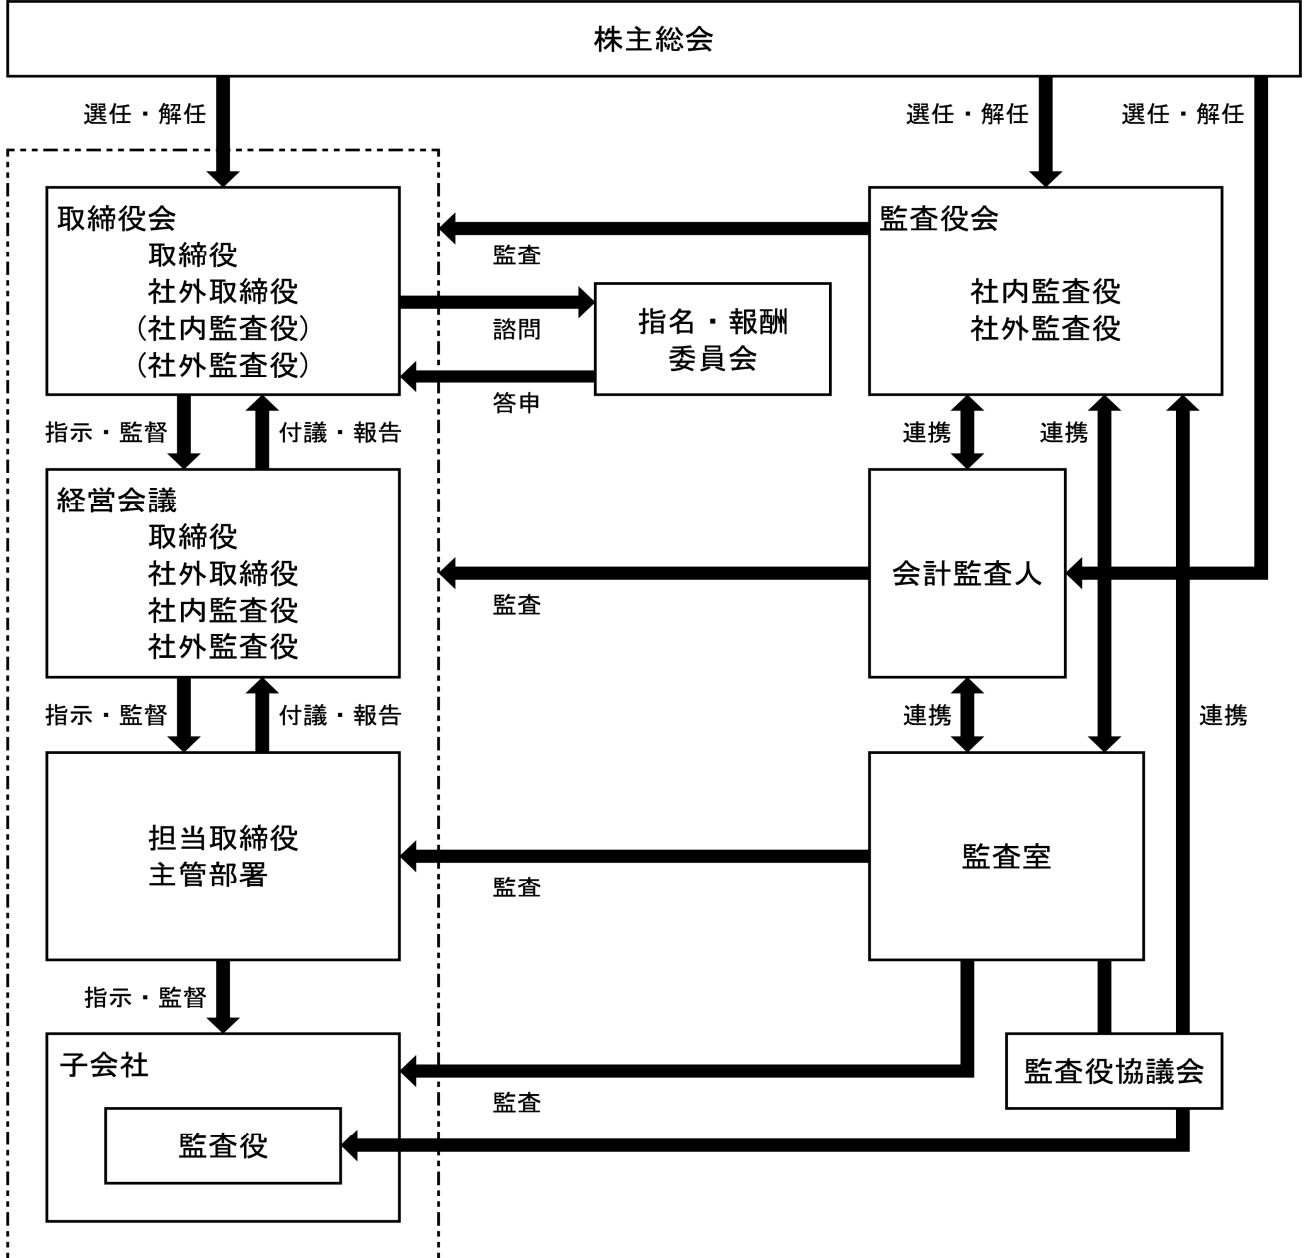 株主総会
選任・解任
選任・解任
選任・解任
取締役会
取締役
社外取締役
（社内監査役）
（社外監査役）
監査
諮問
答申
指名・報酬
委員会
監査役会
社内監査役
社外監査役
指示・監督
付議・報告
連携
連携
経営会議
取締役
社外取締役
社内監査役
社外監査役
監査
会計監査人
指示・監督
付議・報告
連携
連携
担当取締役
主管部署
監査
監査室
指示・監督
子会社
監査役
監査
監査役協議会